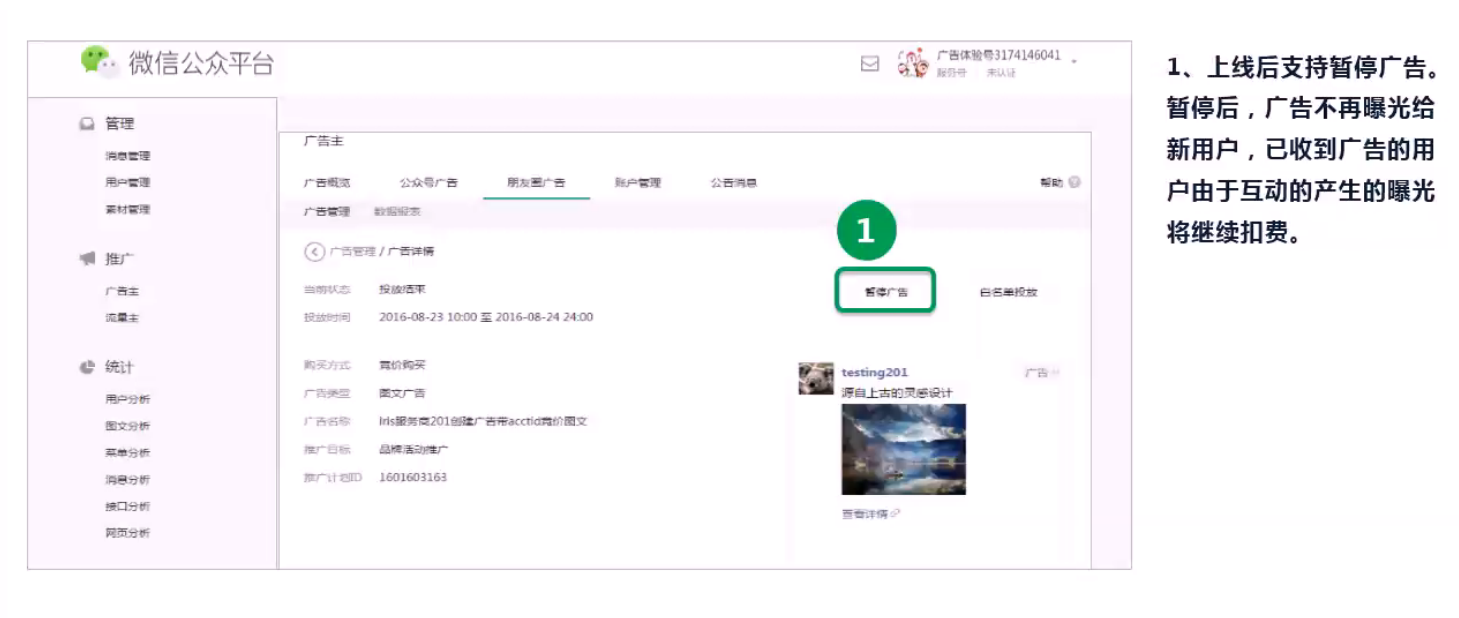 微信公众平台
广告体验号3174146041
服务号 未认证
管理
消息管理
用户管理
素材管理
推广
广告主
流量主
统计
用户分析
图文分析
菜单分析
消息分析
接口分析
网页分析
广告主
广告概览 公众号广告 朋友圈广告 账户管理 公告消息 帮助
广告管理 数据报表
广告管理 / 广告详情
1
当前状态 投放结束
暂停广告 白名单投放
投放时间 2016-08-23 10:00 至 2016-08-24 24:00
购买方式 竞价购买
广告类型 图文广告
广告名称 Iris服务商201创建广告带acctid竞价图文
推广目标 品牌活动推广
推广计划ID 1601603163
testing201 广告
源自上古的灵感设计
查看详情
1、上线后支持暂停广告。
暂停后，广告不再曝光给
新用户，已收到广告的用
户由于互动的产生的曝光
将继续扣费。